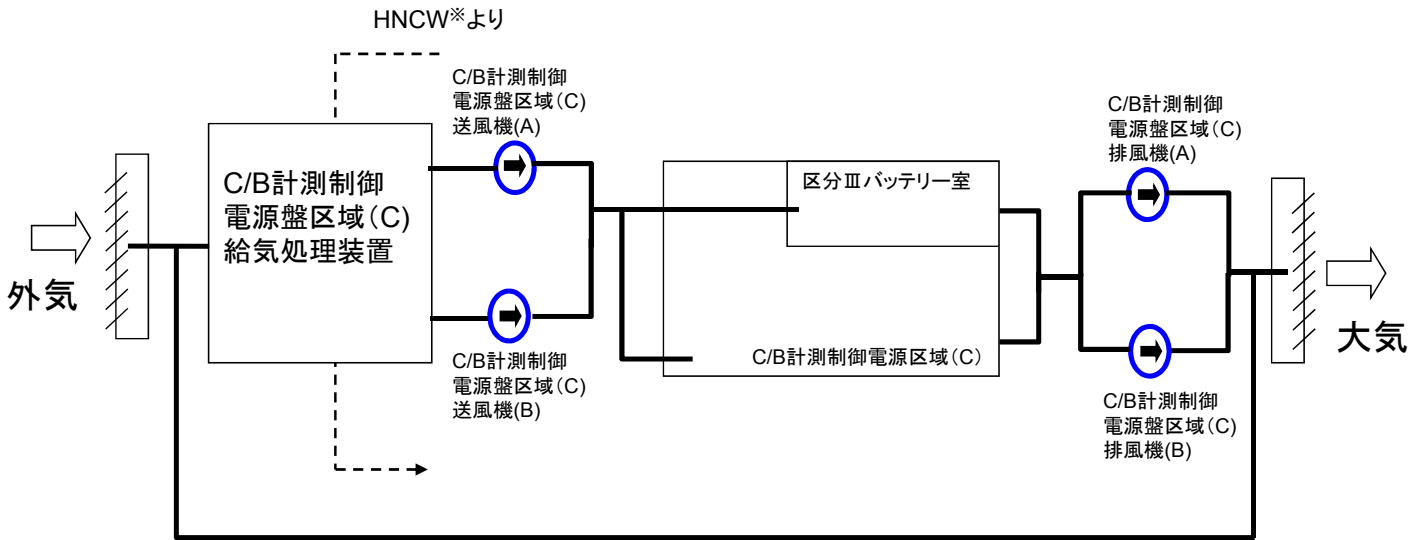 HNCW※より
C/B計測制御
電源盤区域(C)
送風機(A)
C/B計測制御
電源盤区域(C)
排風機(A)
C/B計測制御
電源盤区域(C)
給気処理装置
区分Ⅲバッテリー室
外気
大気
C/B計測制御電源区域(C)
C/B計測制御
電源盤区域(C)
送風機(B)
C/B計測制御
電源盤区域(C)
排風機(B)